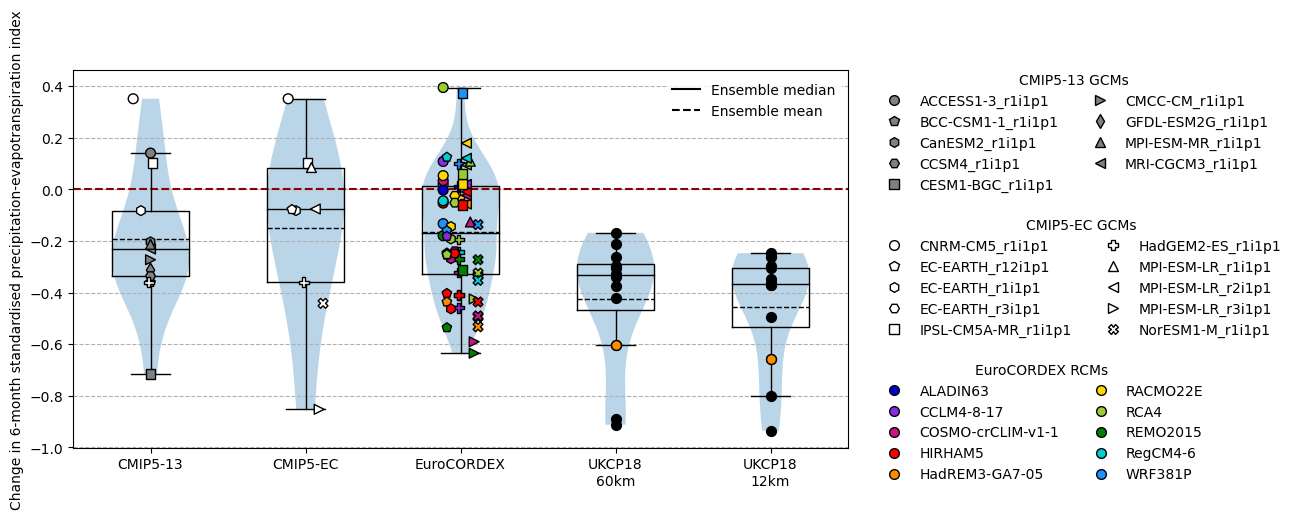 Change in 6-month standardised precipitation-evapotranspiration index
0.4
0.2
0.0
−0.2
−0.4
−0.6
−0.8
−1.0
Ensemble median
Ensemble mean
CMIP5-13
CMIP5-EC
EuroCORDEX
UKCP18
60km
UKCP18
12km
CMIP5-13 GCMs
ACCESS1-3_r1i1p1
BCC-CSM1-1_r1i1p1
CanESM2_r1i1p1
CCSM4_r1i1p1
CESM1-BGC_r1i1p1
CMCC-CM_r1i1p1
GFDL-ESM2G_r1i1p1
MPI-ESM-MR_r1i1p1
MRI-CGCM3_r1i1p1
CMIP5-EC GCMs
CNRM-CM5_r1i1p1
EC-EARTH_r12i1p1
EC-EARTH_r1i1p1
EC-EARTH_r3i1p1
IPSL-CM5A-MR_r1i1p1
HadGEM2-ES_r1i1p1
MPI-ESM-LR_r1i1p1
MPI-ESM-LR_r2i1p1
MPI-ESM-LR_r3i1p1
NorESM1-M_r1i1p1
EuroCORDEX RCMs
ALADIN63
CCLM4-8-17
COSMO-crCLIM-v1-1
HIRHAM5
HadREM3-GA7-05
RACMO22E
RCA4
REMO2015
RegCM4-6
WRF381P